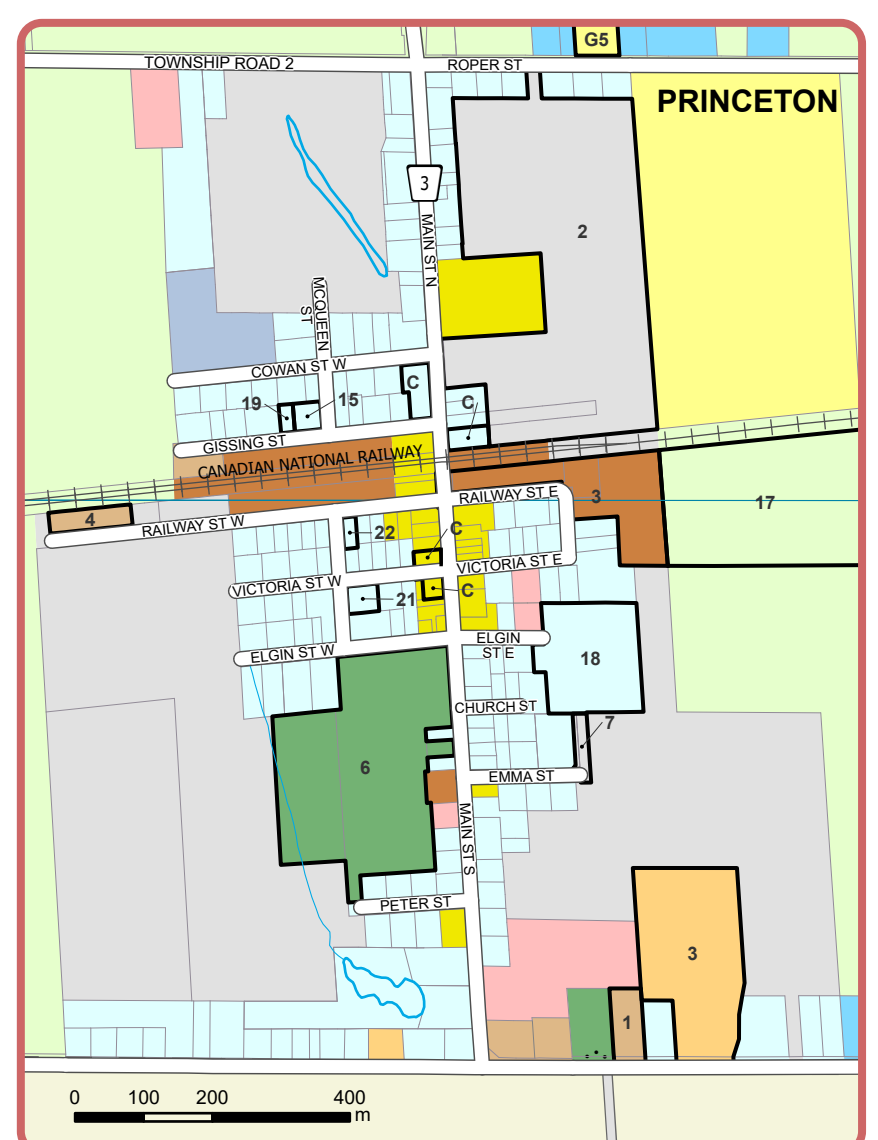 G5
TOWNSHIP ROAD 2
ROPER ST
PRINCETON
3
2
MAIN ST N
MCQUEEN
ST
COWAN ST W
C
C
19
15
GISSING ST
CANADIAN NATIONAL RAILWAY
RAILWAY ST E
3
17
4
RAILWAY ST W
22
C
VICTORIA ST E
VICTORIA ST W
21
C
ELGIN
ST E
ELGIN ST W
18
CHURCH ST
7
6
EMMA ST
MAIN ST S
PETER ST
3
1
0 100 200 400
m